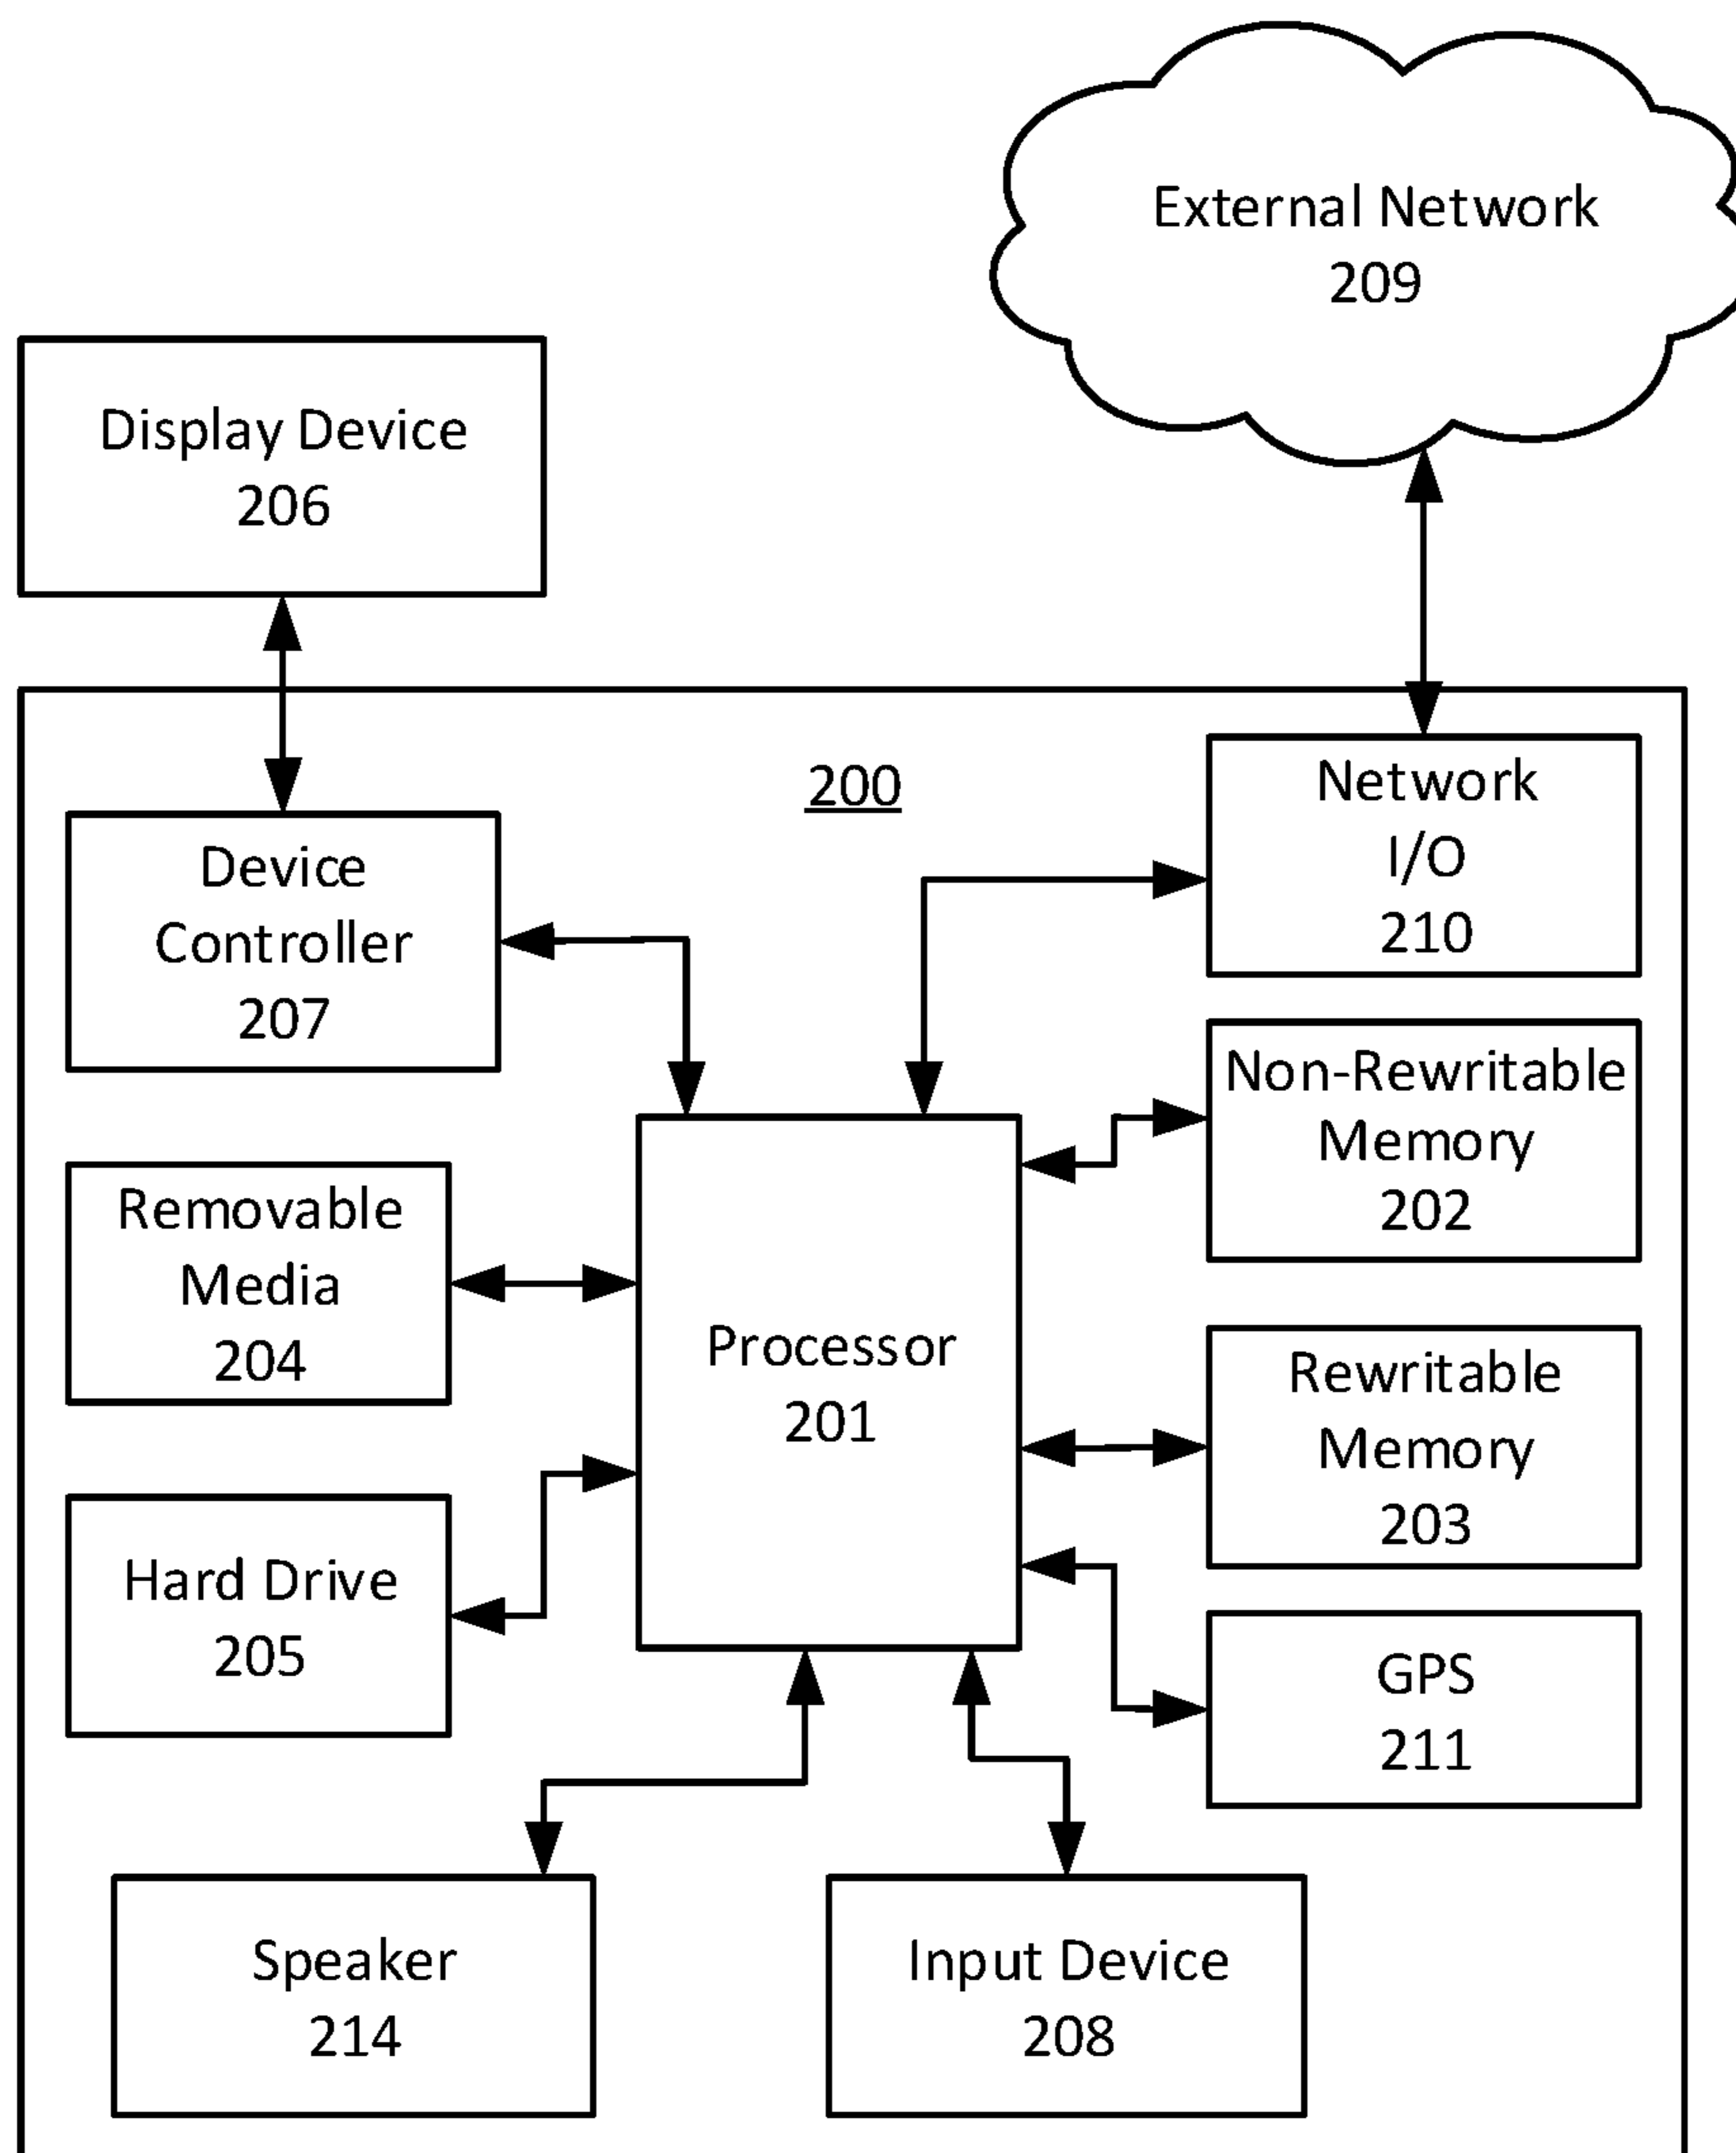 External Network
209
Display Device
206
200
Network
I/O
210
Device
Controller
207
Non-Rewritable
Memory
202
Removable
Media
204
Processor
201
Rewritable
Memory
203
Hard Drive
205
GPS
211
Speaker
214
Input Device
208